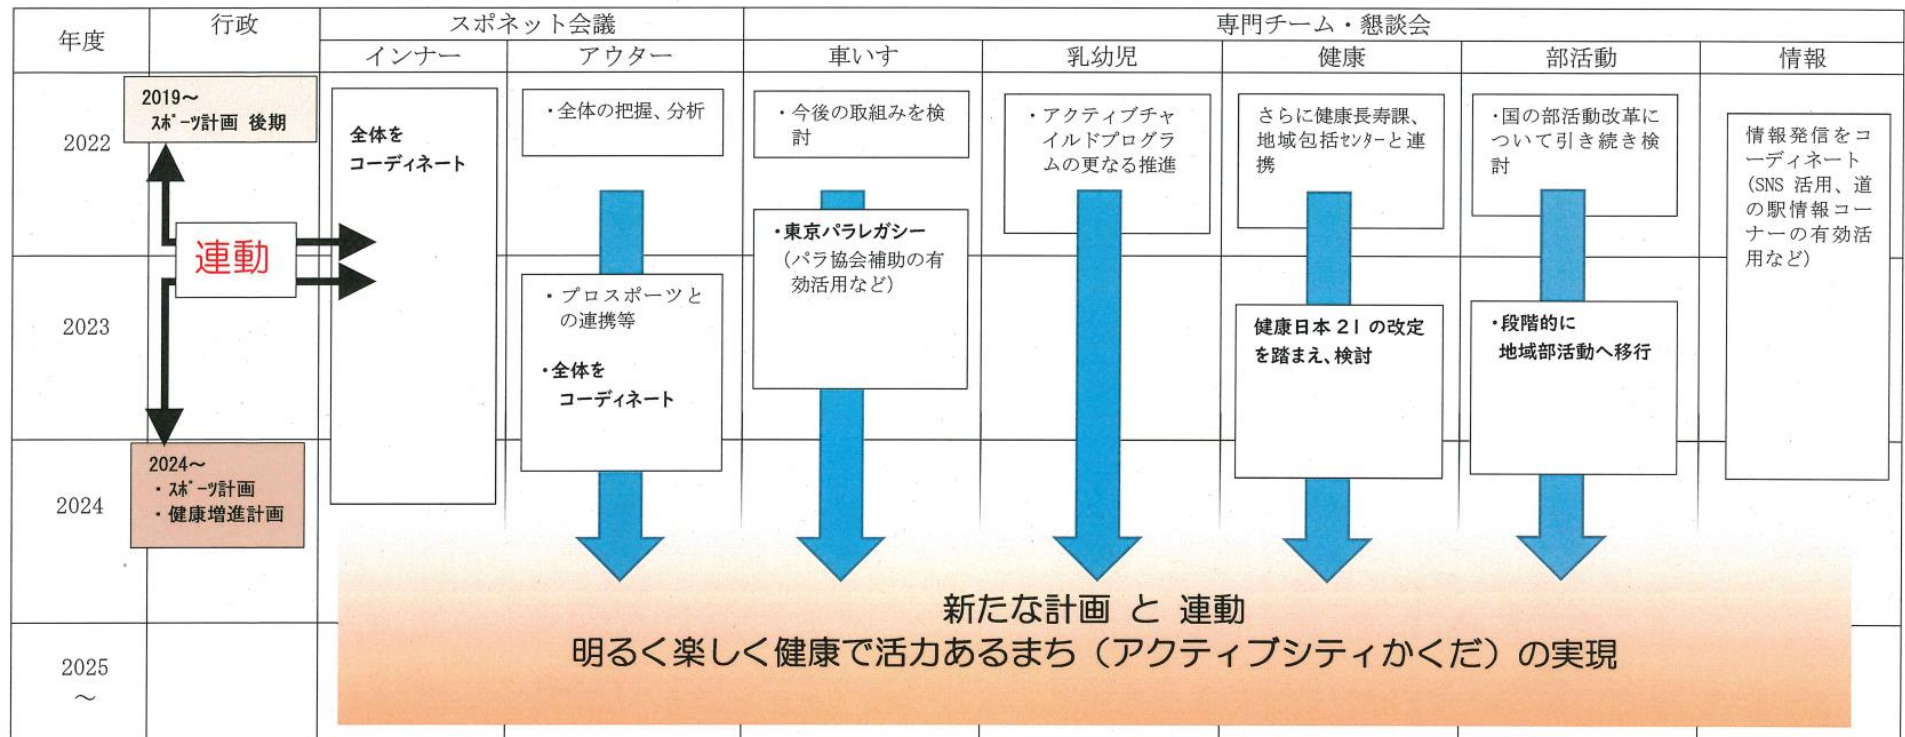 年度
行政
スポネット会議
専門チーム・懇談会
インナー
アウター
車いす
乳幼児
健康
部活動
情報
2022
2019～
ｽﾎﾟｰﾂ計画 後期
全体を
コーディネート
・全体の把握、分析
・今後の取組みを検
討
・アクティブチャ
イルドプログラ
ムの更なる推進
さらに健康長寿課、
地域包括ｾﾝﾀｰと連
携
・国の部活動改革に
ついて引き続き検
討
情報発信をコ
ーディネート
（SNS 活用、道
の駅情報コー
ナーの有効活
用など）
連動
・東京パラレガシー
（パラ協会補助の有
効活用など）
2023
・プロスポーツと
の連携等
・全体を
コーディネート
健康日本 21 の改定
を踏まえ、検討
・段階的に
地域部活動へ移行
2024
2024～
・ｽﾎﾟｰﾂ計画
・健康増進計画
新たな計画 と 連動
明るく楽しく健康で活力あるまち（アクティブシティかくだ）の実現
2025
～